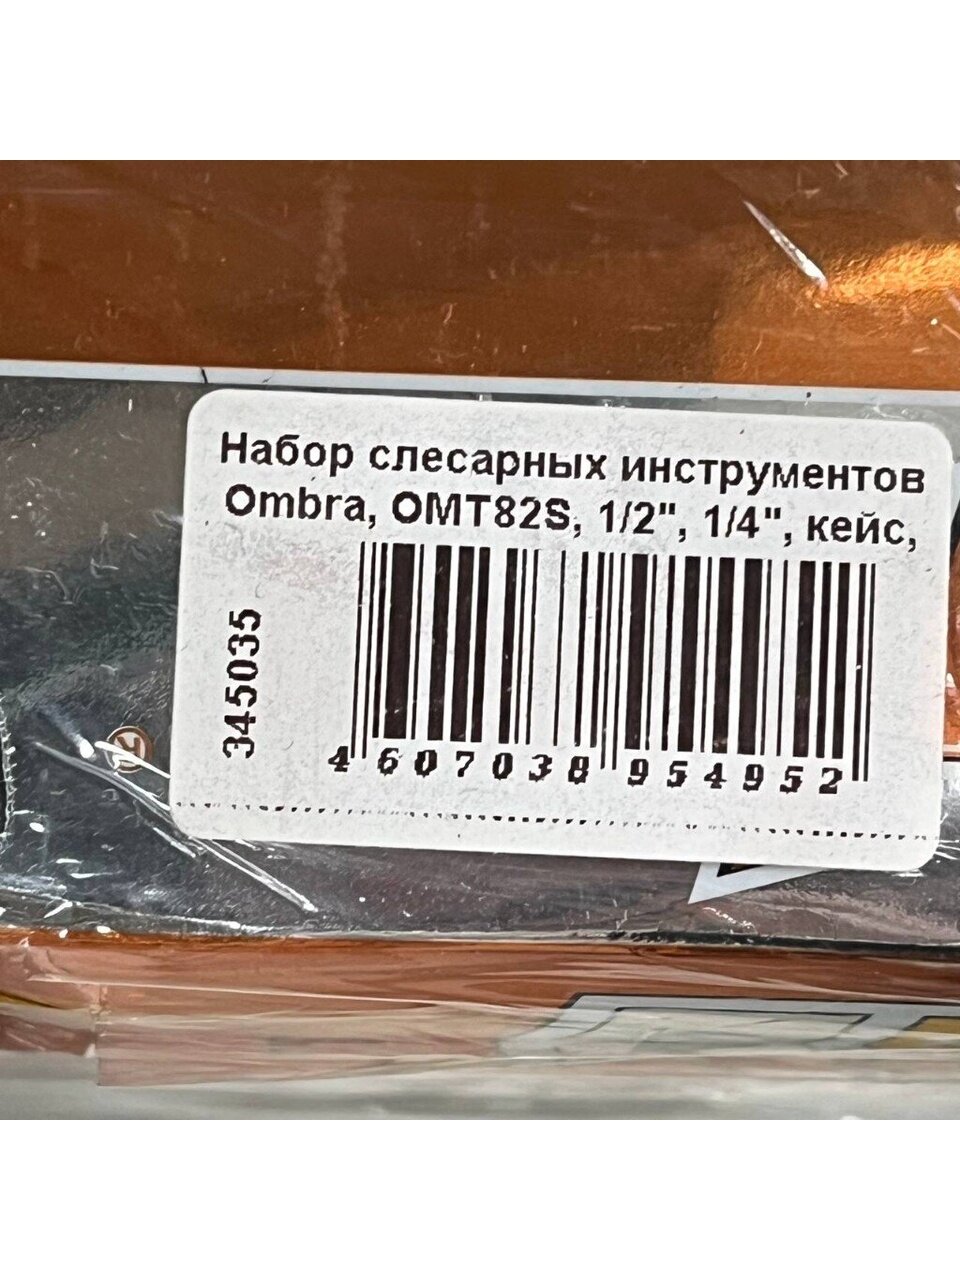 Набор слесарных инструментов
Ombra, OMT82S, 1/2", 1/4", кейс,
345035
4 607038 954952